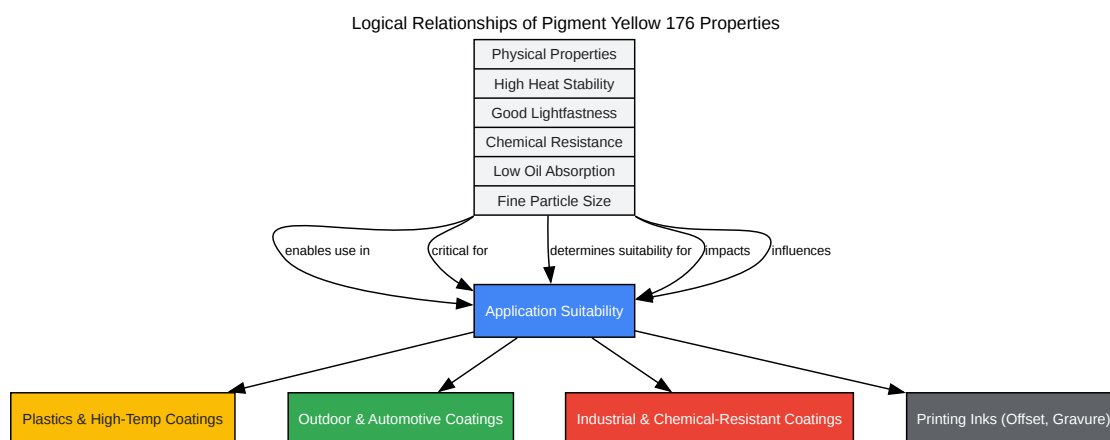 Logical Relationships of Pigment Yellow 176 Properties
Physical Properties
High Heat Stability
Good Lightfastness
Chemical Resistance
Low Oil Absorption
Fine Particle Size
enables use in
critical for
determines suitability for
impacts
influences
Application Suitability
Plastics & High-Temp Coatings
Outdoor & Automotive Coatings
Industrial & Chemical-Resistant Coatings
Printing Inks (Offset, Gravure)